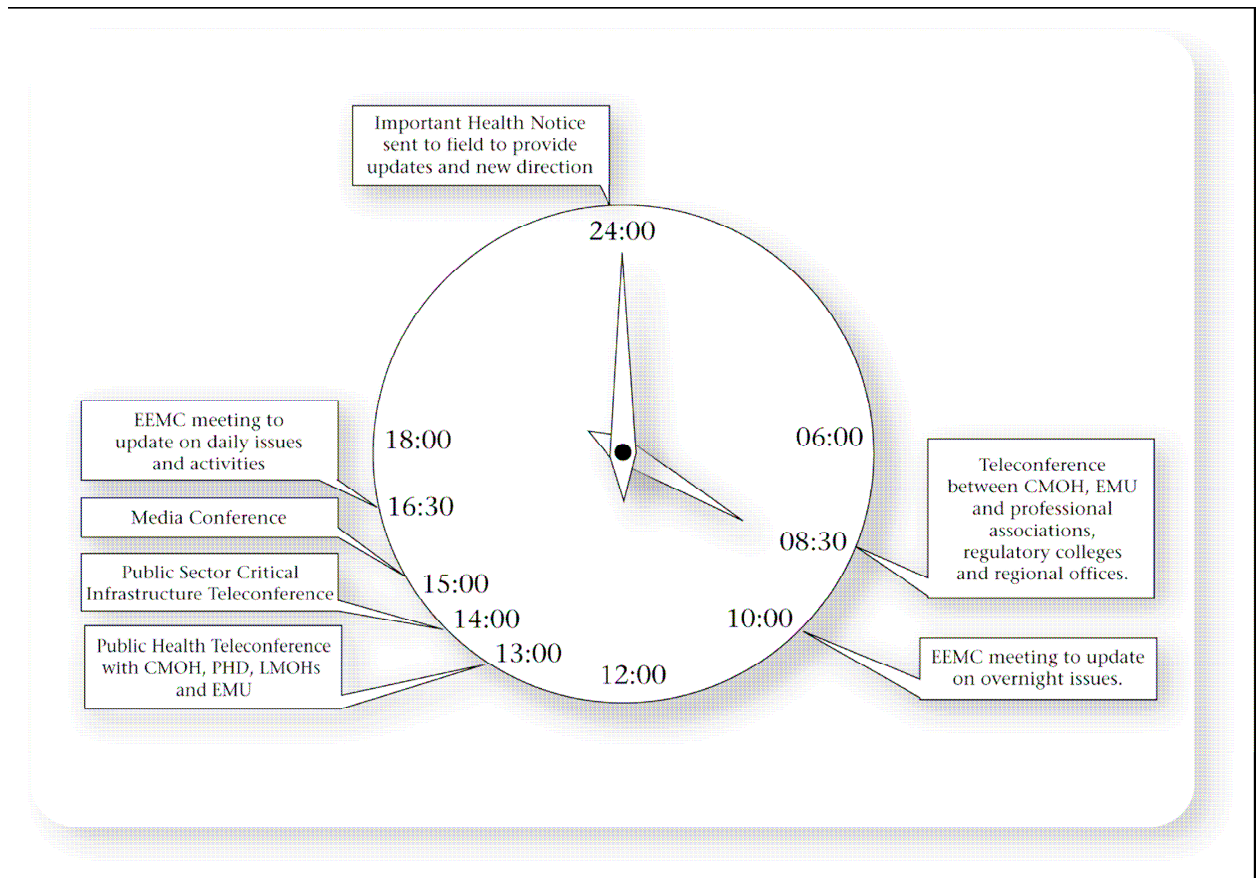 Important Health Notice
sent to field to provide
updates and new direction
24:00
06:00
08:30
Teleconference
between CMOH, EMU
and professional
associations,
regulatory colleges
and regional offices.
10:00
EEMC meeting to update
on overnight issues.
12:00
13:00
Public Health Teleconference
with CMOH, PHD, LMOHs
and EMU
14:00
Public Sector Critical
Infrastructure Teleconference
15:00
Media Conference
16:30
EEMC meeting to
update on daily issues
and activities
18:00